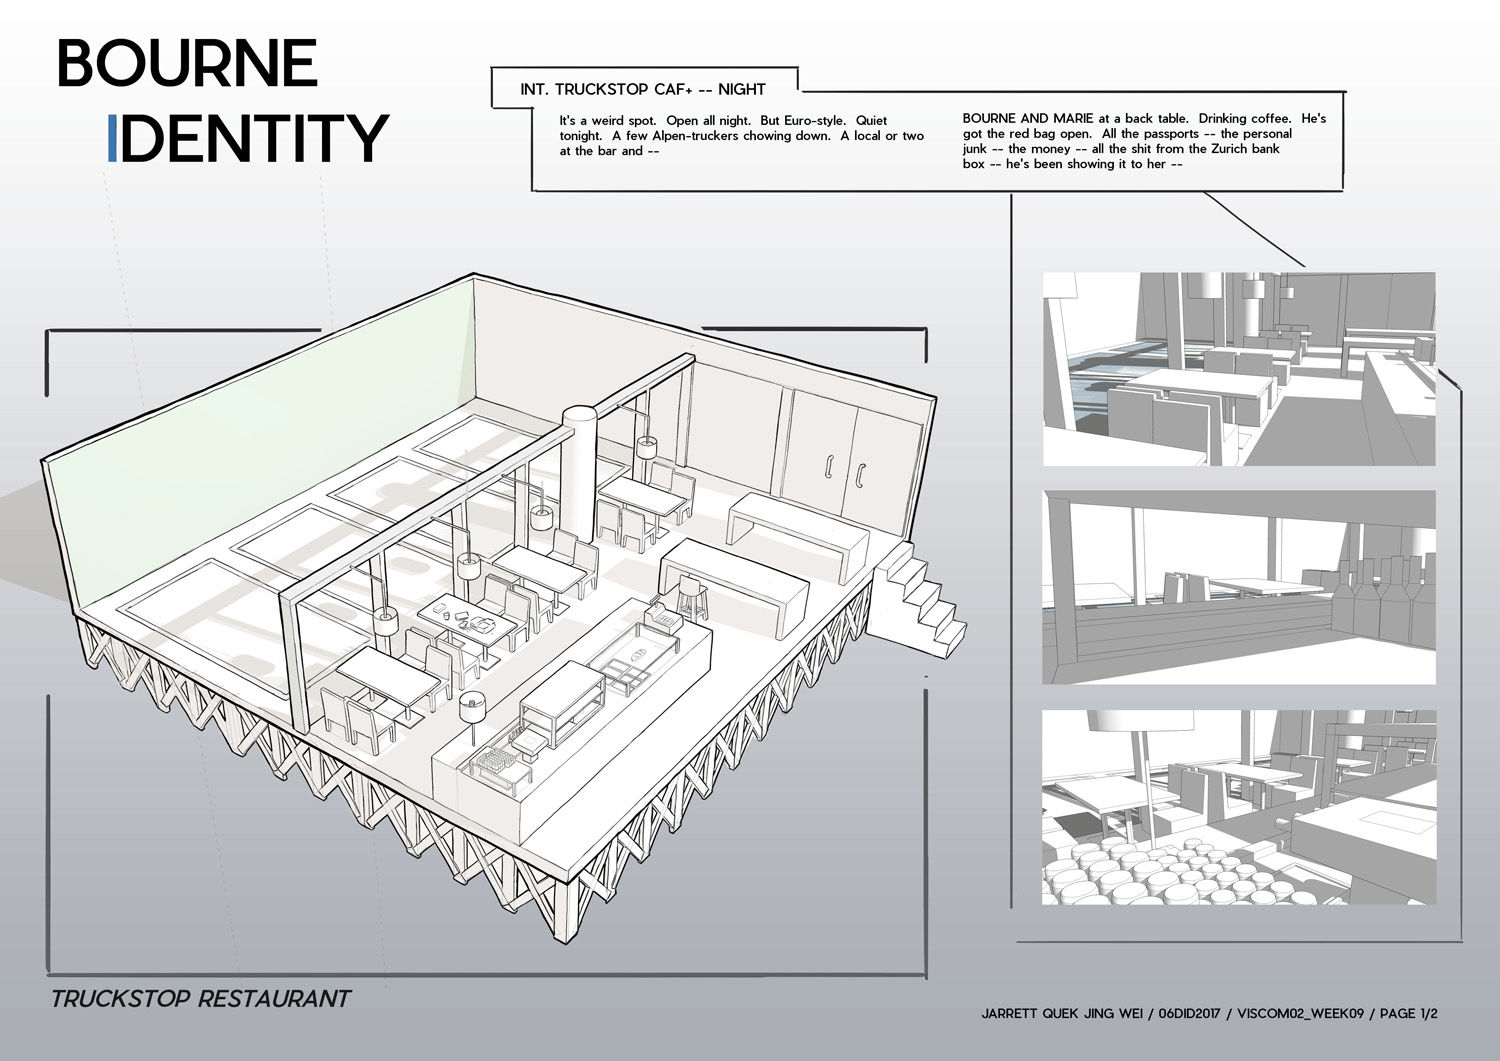 BOURNE
IDENTITY
INT. TRUCKSTOP CAF+ -- NIGHT
It's a weird spot.  Open all night.  But Euro-style.  Quiet
tonight.  A few Alpen-truckers chowing down.  A local or two
at the bar and --
BOURNE AND MARIE at a back table.  Drinking coffee.  He's
got the red bag open.  All the passports -- the personal
junk -- the money -- all the shit from the Zurich bank
box -- he's been showing it to her --
TRUCKSTOP RESTAURANT
JARRETT QUEK JING WEI / 06DID2017 / VISCOM02_WEEK09 / PAGE 1/2